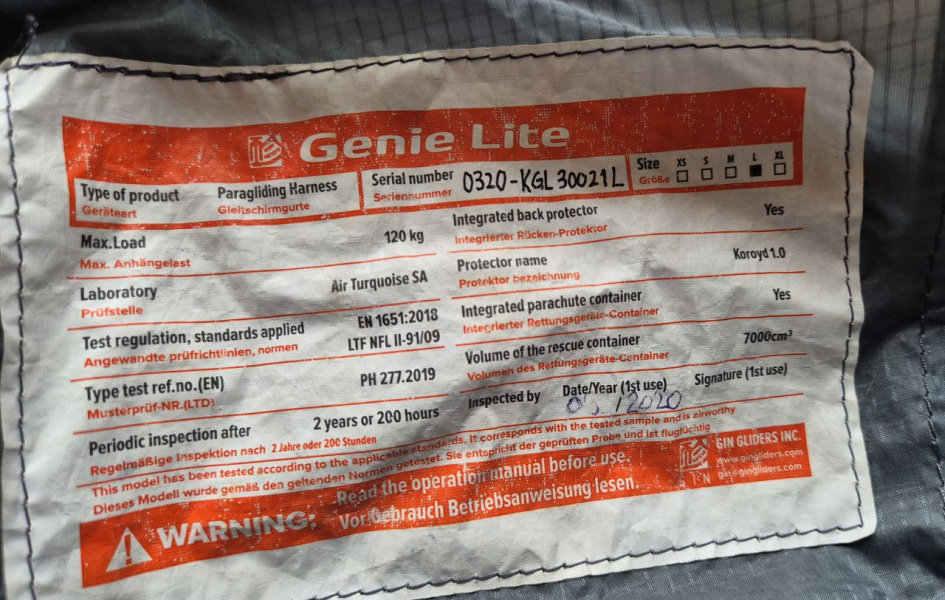 Genie Lite
Type of product Paragliding Harness
Geräteart Gleitschirmgurte
Serial number 0320-KGL30021L
Seriennummer
Size XS S M L XL
Größe
Max.Load 120 kg
Max. Anhängelast
Laboratory Air Turquoise SA
Prüfstelle
Test regulation, standards applied EN 1651:2018
Angewandte prüfrichtlinien, normen LTF NFL II-91/09
Type test ref.no.(EN) PH 277.2019
Musterprüf-NR.(LTD)
Periodic inspection after 2 years or 200 hours
Regelmäßige Inspektion nach 2 Jahre oder 200 Stunden
Integrated back protector Yes
Integrierter Rücken-Protektor
Protector name Koroyd 1.0
Protektor bezeichnung
Integrated parachute container Yes
Integrierter Rettungsgeräte-Container
Volume of the rescue container 7000cm³
Volumen des Rettungsgeräte-Container
Inspected by Date/Year (1st use) Signature (1st use)
/2020
This model has been tested according to the applicable standards. It corresponds with the tested sample and is airworthy
Dieses Modell wurde gemäß den geltenden Normen getestet. Sie entspricht der geprüften Probe und ist flugtüchtig
WARNING: Read the operation manual before use.
Vor Gebrauch Betriebsanweisung lesen.
GIN GLIDERS INC.
www.gingliders.com
gin@gingliders.com